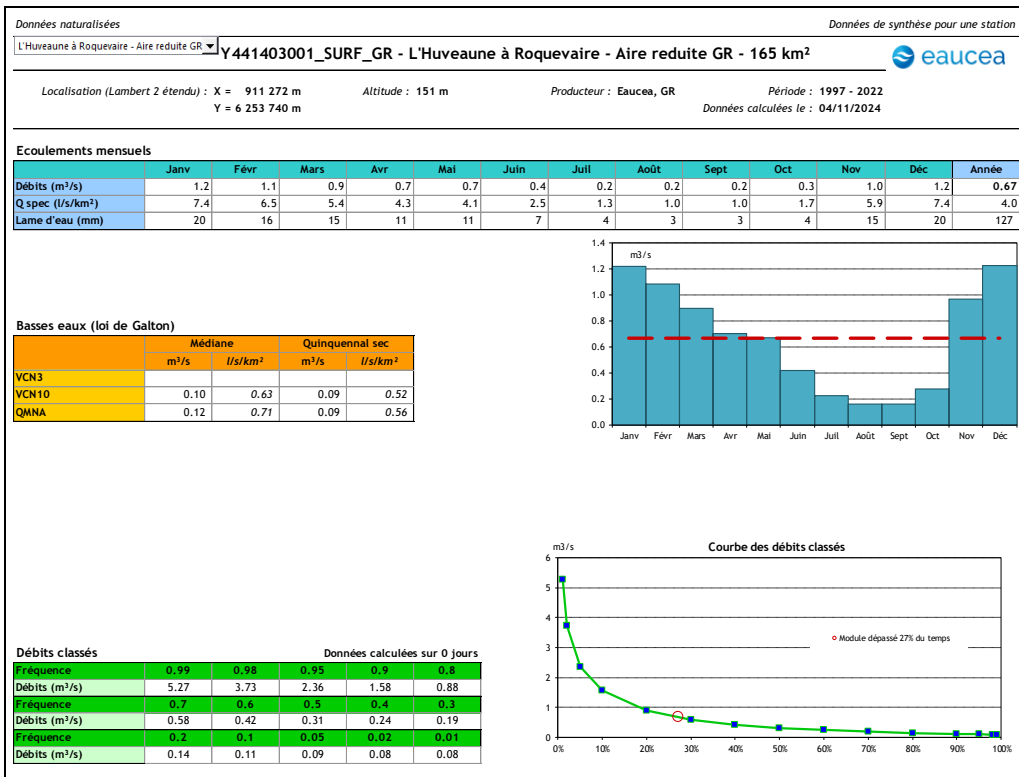 Données naturalisées
Données de synthèse pour une station
L'Huveaune à Roquevaire - Aire reduite GR
Y441403001_SURF_GR - L'Huveaune à Roquevaire - Aire reduite GR - 165 km²
eaucea
Localisation (Lambert 2 étendu) : X = 911 272 m Altitude : 151 m Producteur : Eaucea, GR Période : 1997 - 2022
Y = 6 253 740 m Données calculées le : 04/11/2024
Ecoulements mensuels
Janv Févr Mars Avr Mai Juin Juil Août Sept Oct Nov Déc Année
Débits (m³/s) 1.2 1.1 0.9 0.7 0.7 0.4 0.2 0.2 0.2 0.3 1.0 1.2 0.67
Q spec (l/s/km²) 7.4 6.5 5.4 4.3 4.1 2.5 1.3 1.0 1.0 1.7 5.9 7.4 4.0
Lame d'eau (mm) 20 16 15 11 11 7 4 3 3 4 15 20 127
m3/s
1.4
1.2
1.0
0.8
0.6
0.4
0.2
0.0
Janv Févr Mars Avr Mai Juin Juil Août Sept Oct Nov Déc
Basses eaux (loi de Galton)
Médiane Quinquennal sec
m³/s l/s/km² m³/s l/s/km²
VCN3
VCN10 0.10 0.63 0.09 0.52
QMNA 0.12 0.71 0.09 0.56
m3/s
Courbe des débits classés
6
5
4
3
2
1
0
Module dépassé 27% du temps
0% 10% 20% 30% 40% 50% 60% 70% 80% 90% 100%
Débits classés Données calculées sur 0 jours
Fréquence 0.99 0.98 0.95 0.9 0.8
Débits (m³/s) 5.27 3.73 2.36 1.58 0.88
Fréquence 0.7 0.6 0.5 0.4 0.3
Débits (m³/s) 0.58 0.42 0.31 0.24 0.19
Fréquence 0.2 0.1 0.05 0.02 0.01
Débits (m³/s) 0.14 0.11 0.09 0.08 0.08